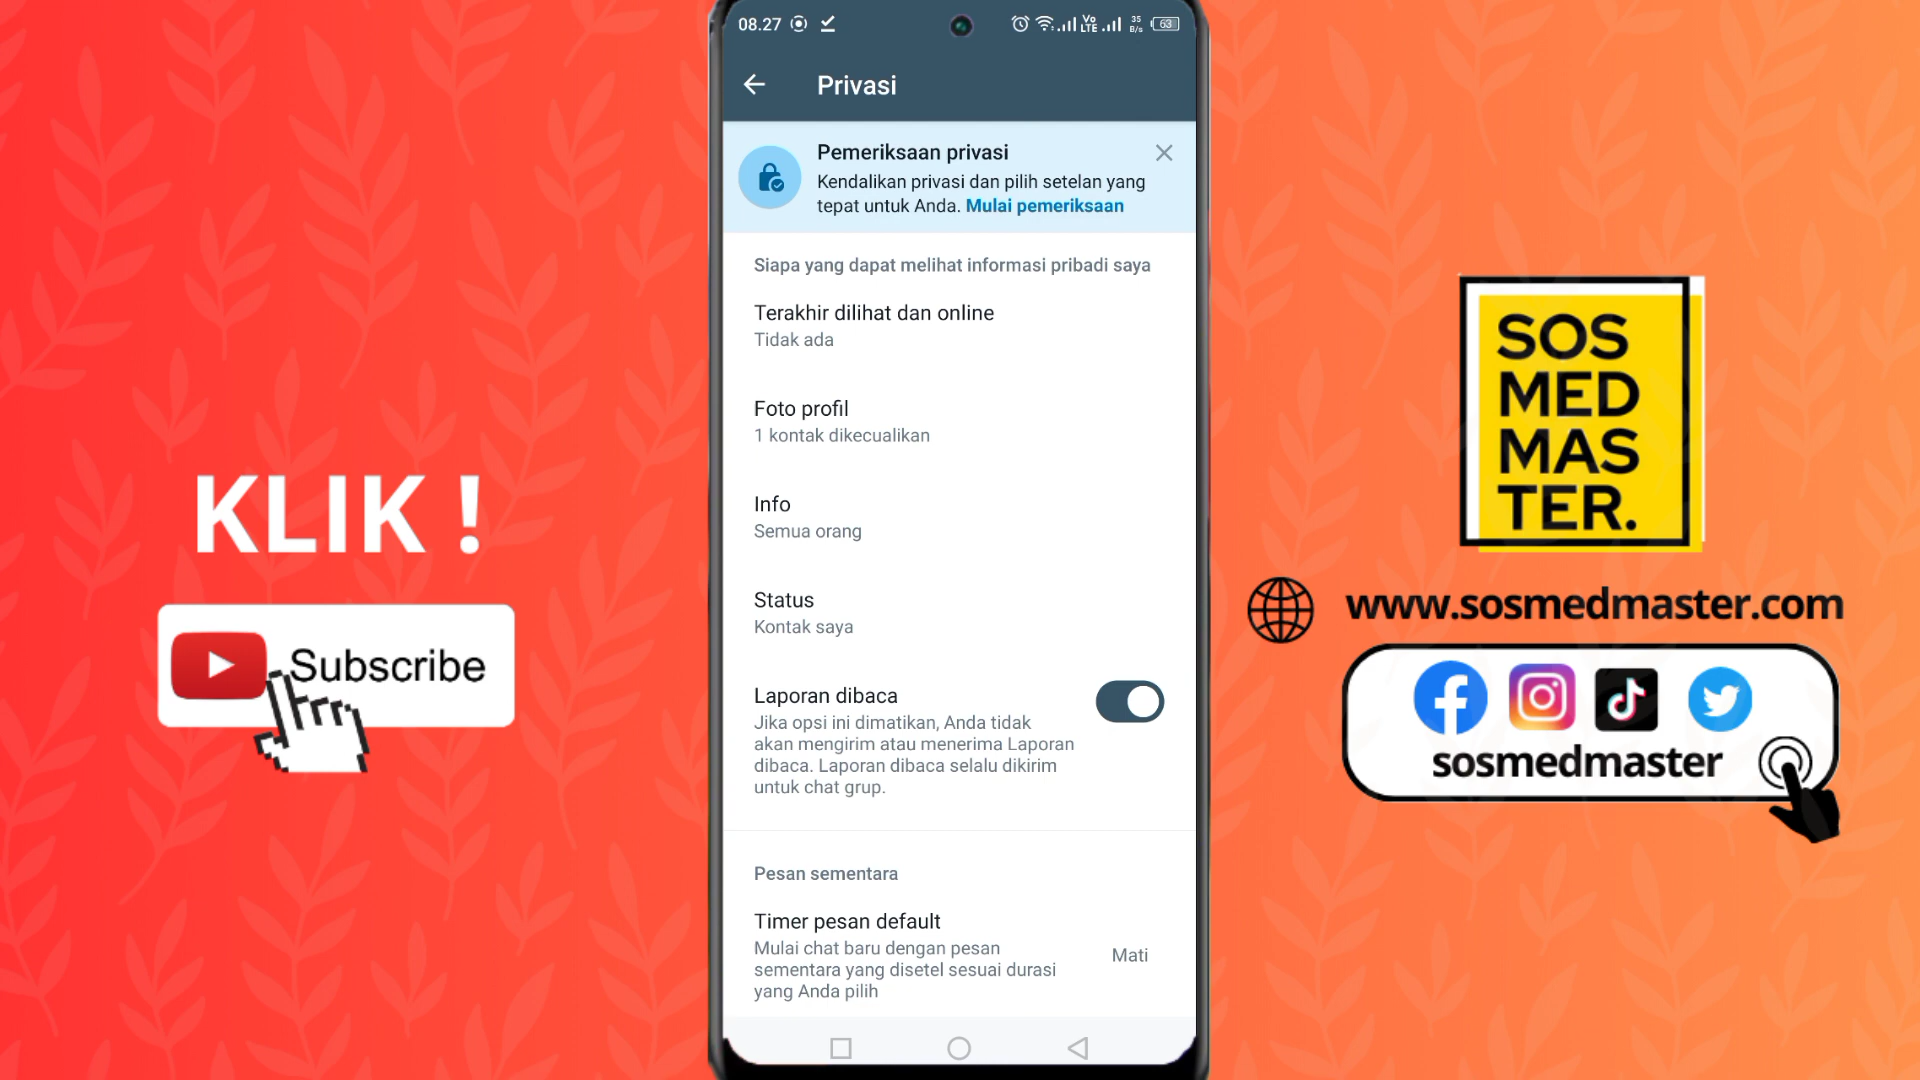 08.27
Vo
LTE
35
B/s
63
Privasi
Pemeriksaan privasi
Kendalikan privasi dan pilih setelan yang
tepat untuk Anda. Mulai pemeriksaan
Siapa yang dapat melihat informasi pribadi saya
Terakhir dilihat dan online
Tidak ada
Foto profil
1 kontak dikecualikan
Info
Semua orang
Status
Kontak saya
Laporan dibaca
Jika opsi ini dimatikan, Anda tidak
akan mengirim atau menerima Laporan
dibaca. Laporan dibaca selalu dikirim
untuk chat grup.
Pesan sementara
Timer pesan default
Mulai chat baru dengan pesan
sementara yang disetel sesuai durasi
yang Anda pilih
Mati
KLIK !
Subscribe
SOS
MED
MAS
TER.
www.sosmedmaster.com
sosmedmaster